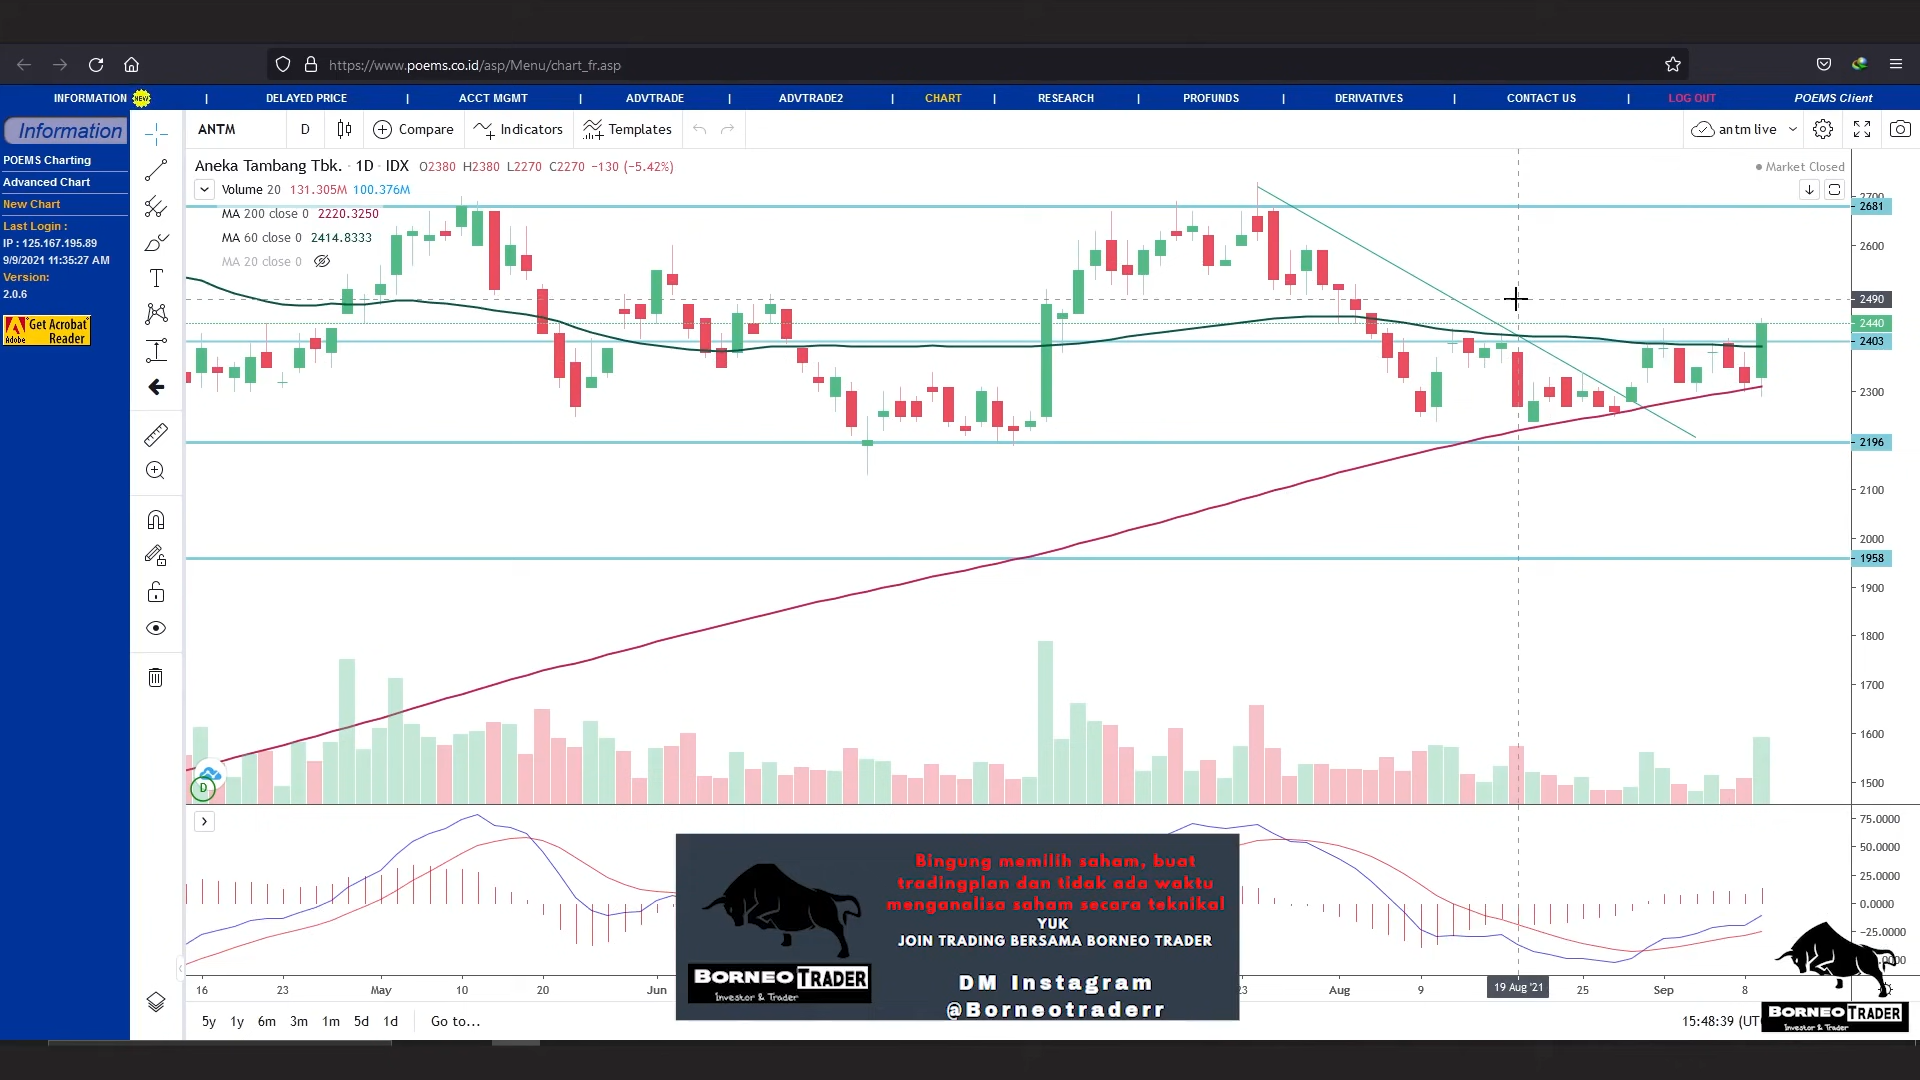 https://www.poems.co.id/asp/Menu/chart_fr.asp
INFORMATION NEW | DELAYED PRICE | ACCT MGMT | ADVTRADE | ADVTRADE2 | CHART | RESEARCH | PROFUNDS | DERIVATIVES | CONTACT US | LOG OUT POEMS Client
Information
POEMS Charting
Advanced Chart
New Chart
Last Login :
IP : 125.167.195.89
9/9/2021 11:35:27 AM
Version:
2.0.6
Get Acrobat
Adobe Reader
ANTM D Compare Indicators Templates antm live
Aneka Tambang Tbk. · 1D · IDX O2380 H2380 L2270 C2270 −130 (−5.42%)
Market Closed
Volume 20 131.305M 100.376M
MA 200 close 0 2220.3250
MA 60 close 0 2414.8333
MA 20 close 0
2700
2681
2600
2490
2440
2403
2300
2196
2100
2000
1958
1900
1800
1700
1600
1500
D
75.0000
50.0000
25.0000
0.0000
−25.0000
Bingung memilih saham, buat
tradingplan dan tidak ada waktu
menganalisa saham secara teknikal
YUK
JOIN TRADING BERSAMA BORNEO TRADER
DM Instagram
@Borneotraderr
BORNEO TRADER
Investor & Trader
16 23 May 10 20 Jun 23 Aug 9 19 Aug '21 25 Sep 8
5y 1y 6m 3m 1m 5d 1d Go to...
15:48:39 (UT
BORNEO TRADER
Investor & Trader